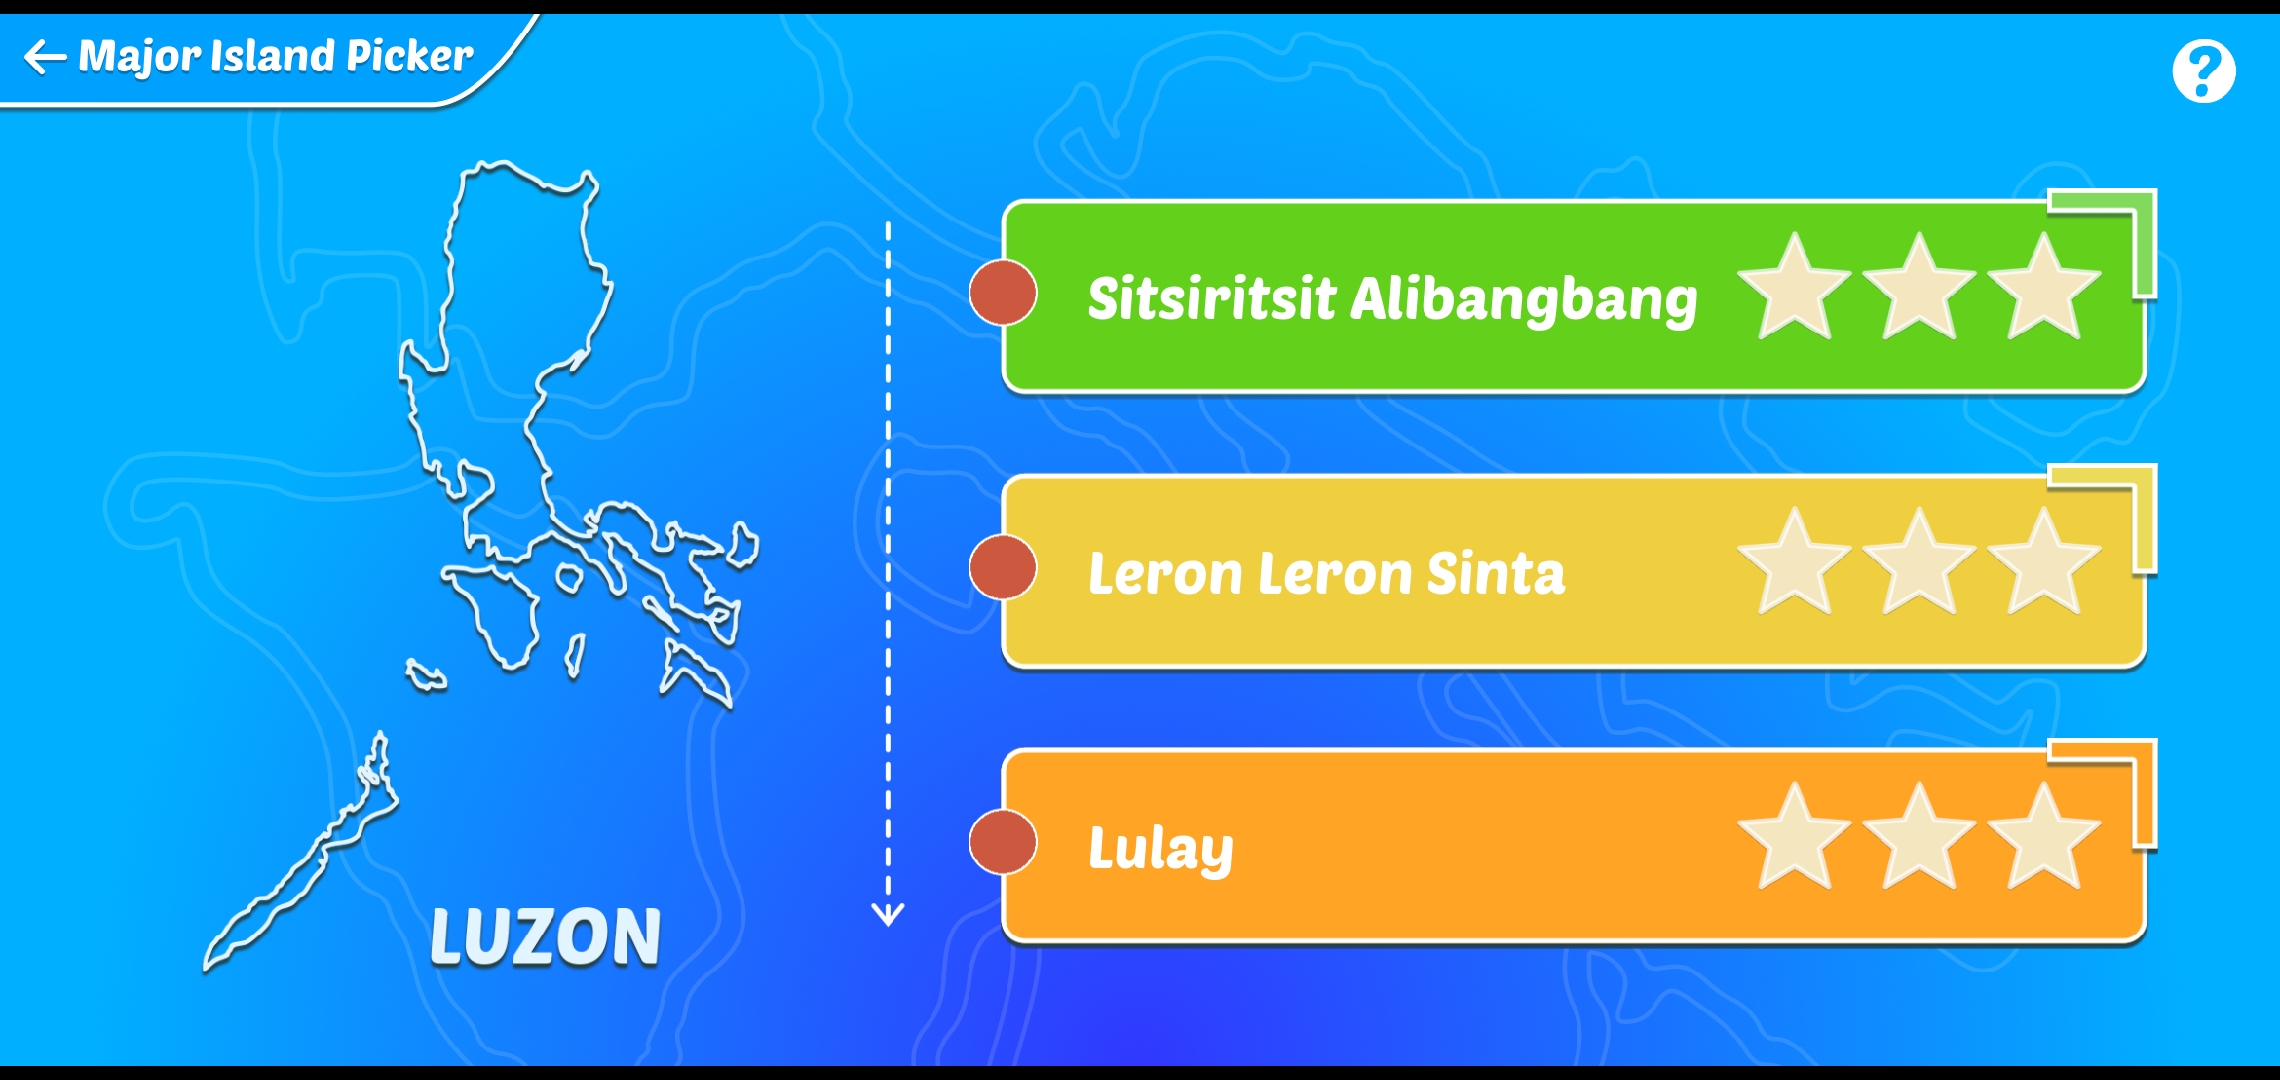 Major Island Picker
?
Sitsiritsit Alibangbang
Leron Leron Sinta
Lulay
LUZON